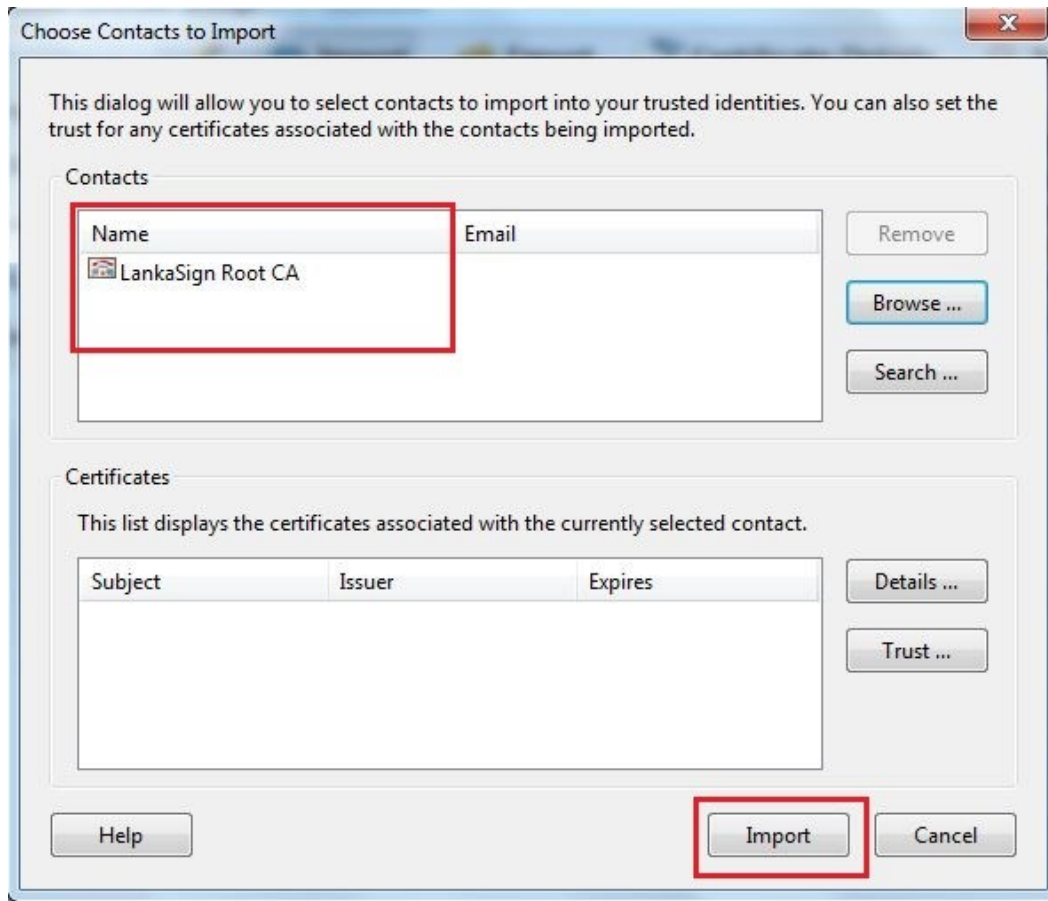 Choose Contacts to Import
This dialog will allow you to select contacts to import into your trusted identities. You can also set the
trust for any certificates associated with the contacts being imported.
Contacts
Name Email
LankaSign Root CA
Remove
Browse ...
Search ...
Certificates
This list displays the certificates associated with the currently selected contact.
Subject Issuer Expires
Details ...
Trust ...
Help Import Cancel